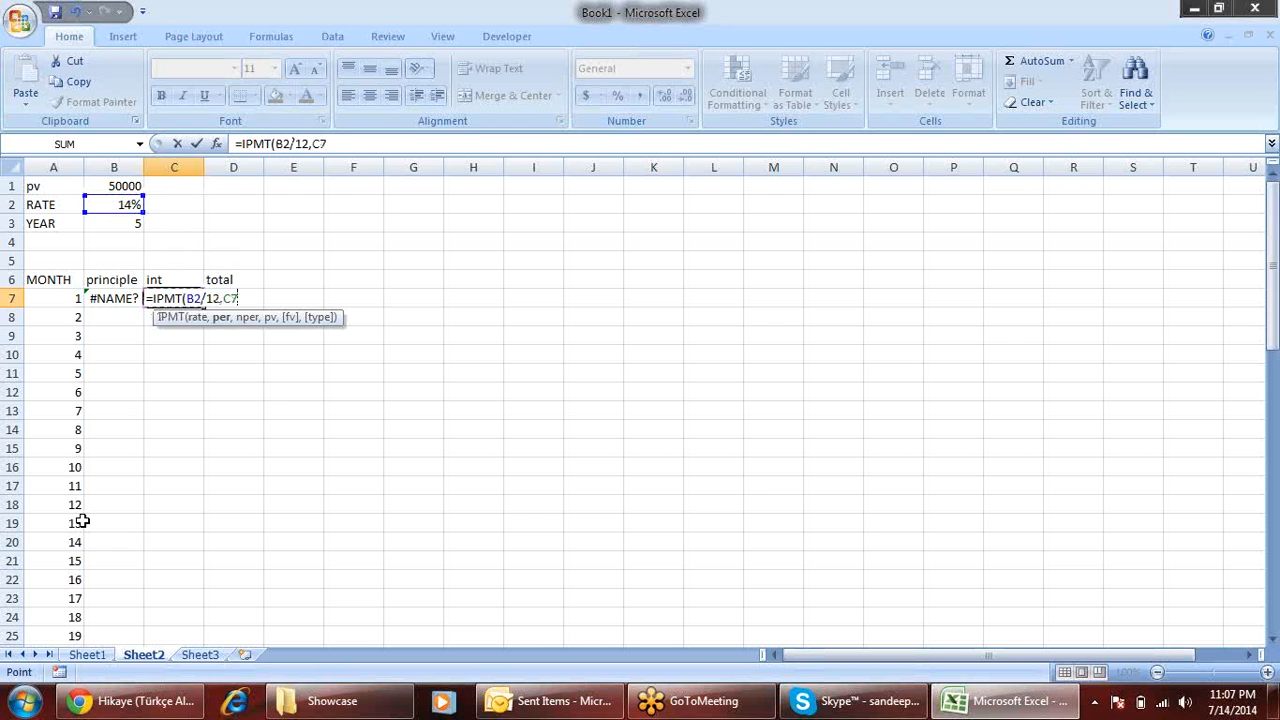 Book1 - Microsoft Excel
Home Insert Page Layout Formulas Data Review View Developer
Paste
Cut
Copy
Format Painter
Clipboard
11
B I U
Font
Wrap Text
Merge & Center
Alignment
General
$ % ,
Number
Conditional Formatting
Format as Table
Cell Styles
Styles
Insert Delete Format
Cells
AutoSum
Fill
Clear
Sort & Filter
Find & Select
Editing
SUM =IPMT(B2/12,C7
A B C D E F G H I J K L M N O P Q R S T U
1 pv 50000
2 RATE 14%
3 YEAR 5
4
5
6 MONTH principle int total
7 1 #NAME? =IPMT(B2/12,C7
IPMT(rate, per, nper, pv, [fv], [type])
8 2
9 3
10 4
11 5
12 6
13 7
14 8
15 9
16 10
17 11
18 12
19 13
20 14
21 15
22 16
23 17
24 18
25 19
Sheet1 Sheet2 Sheet3
Point 100%
Hikaye (Türkçe Al... Showcase Sent Items - Micr... GoToMeeting Skype™ - sandeep... Microsoft Excel - ...
11:07 PM
7/14/2014